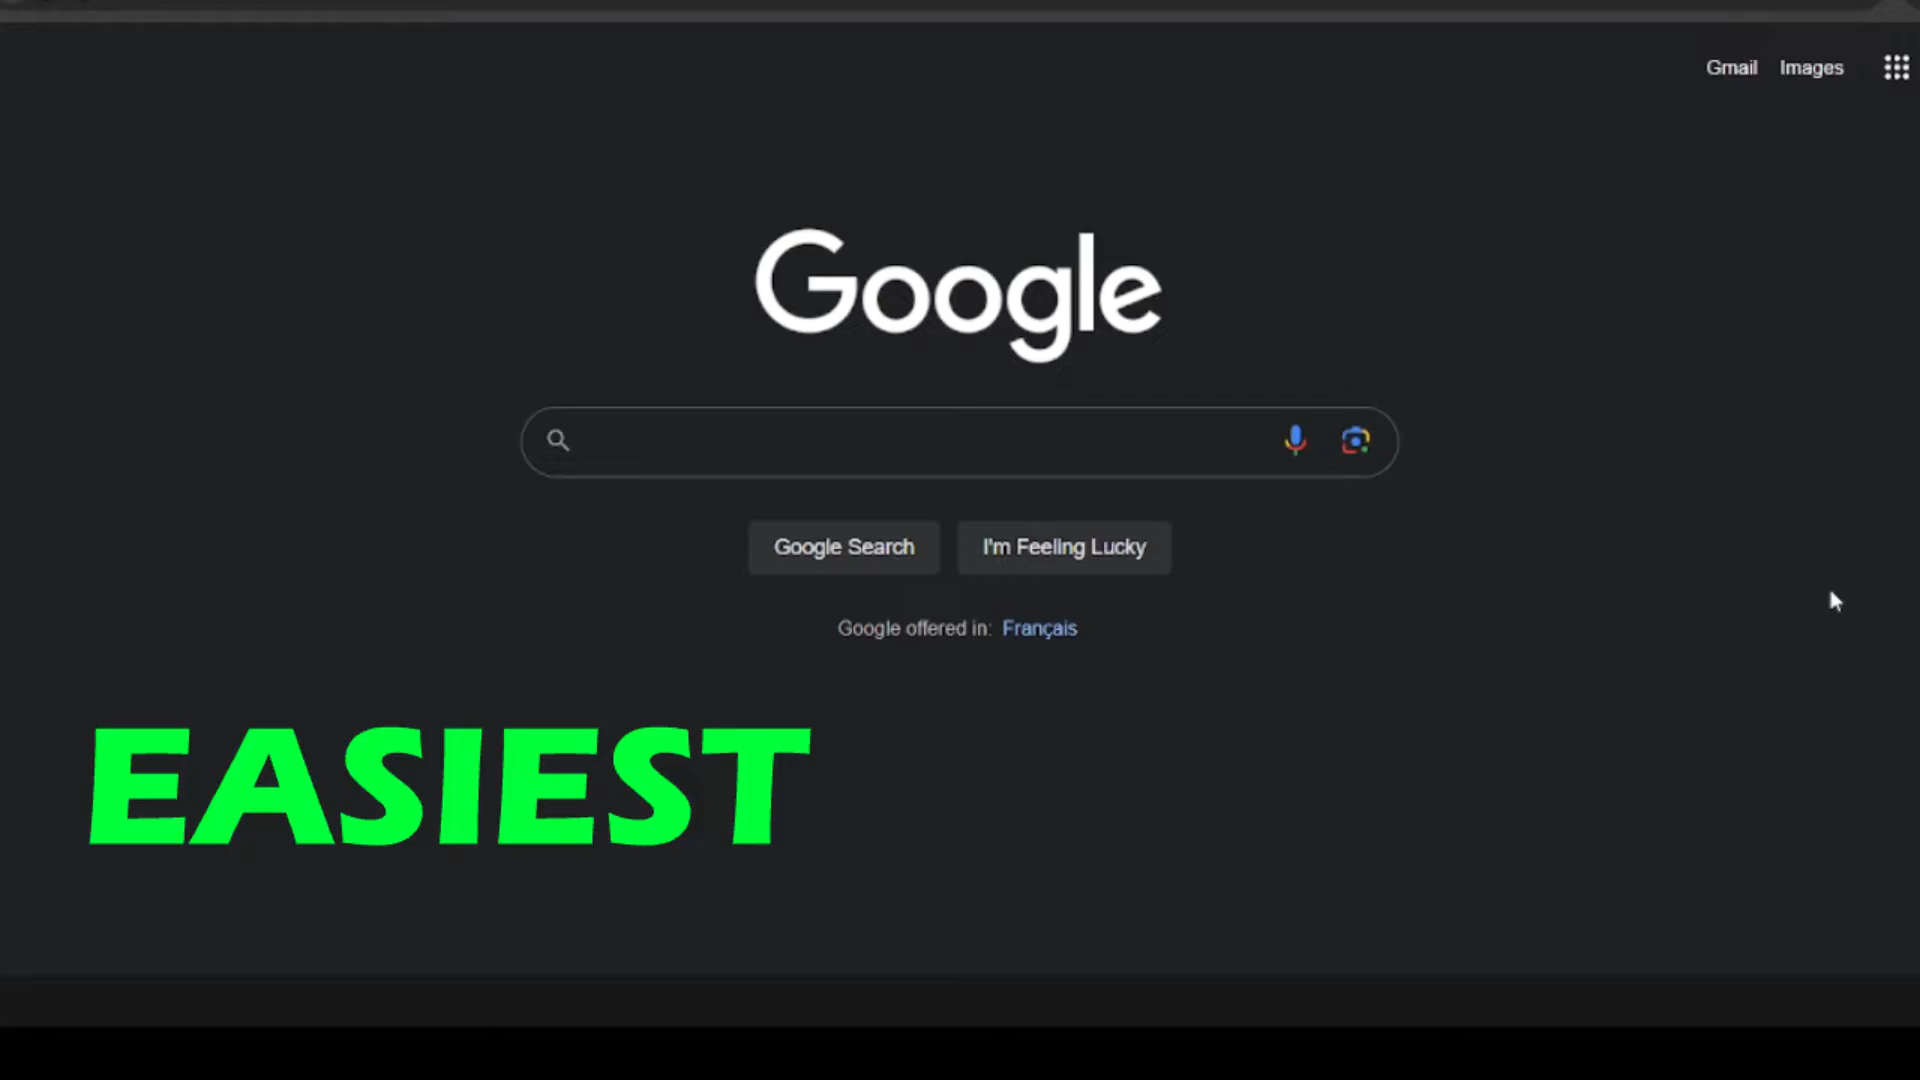 Gmail Images
Google
Google Search I'm Feeling Lucky
Google offered in: Français
EASIEST